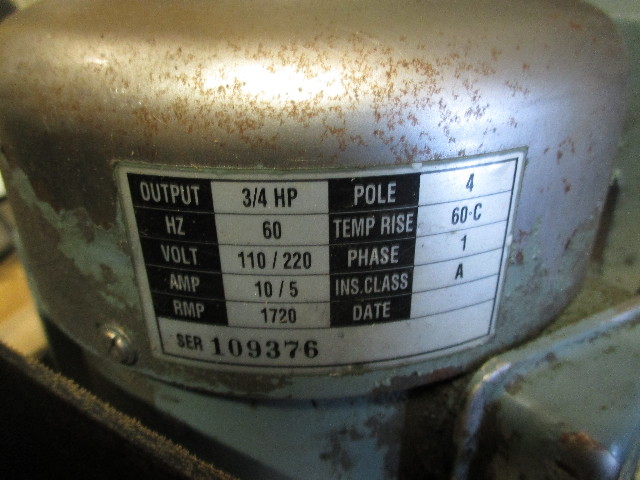 OUTPUT 3/4 HP POLE 4
HZ 60 TEMP RISE 60·C
VOLT 110 / 220 PHASE 1
AMP 10 / 5 INS.CLASS A
RMP 1720 DATE
SER 109376